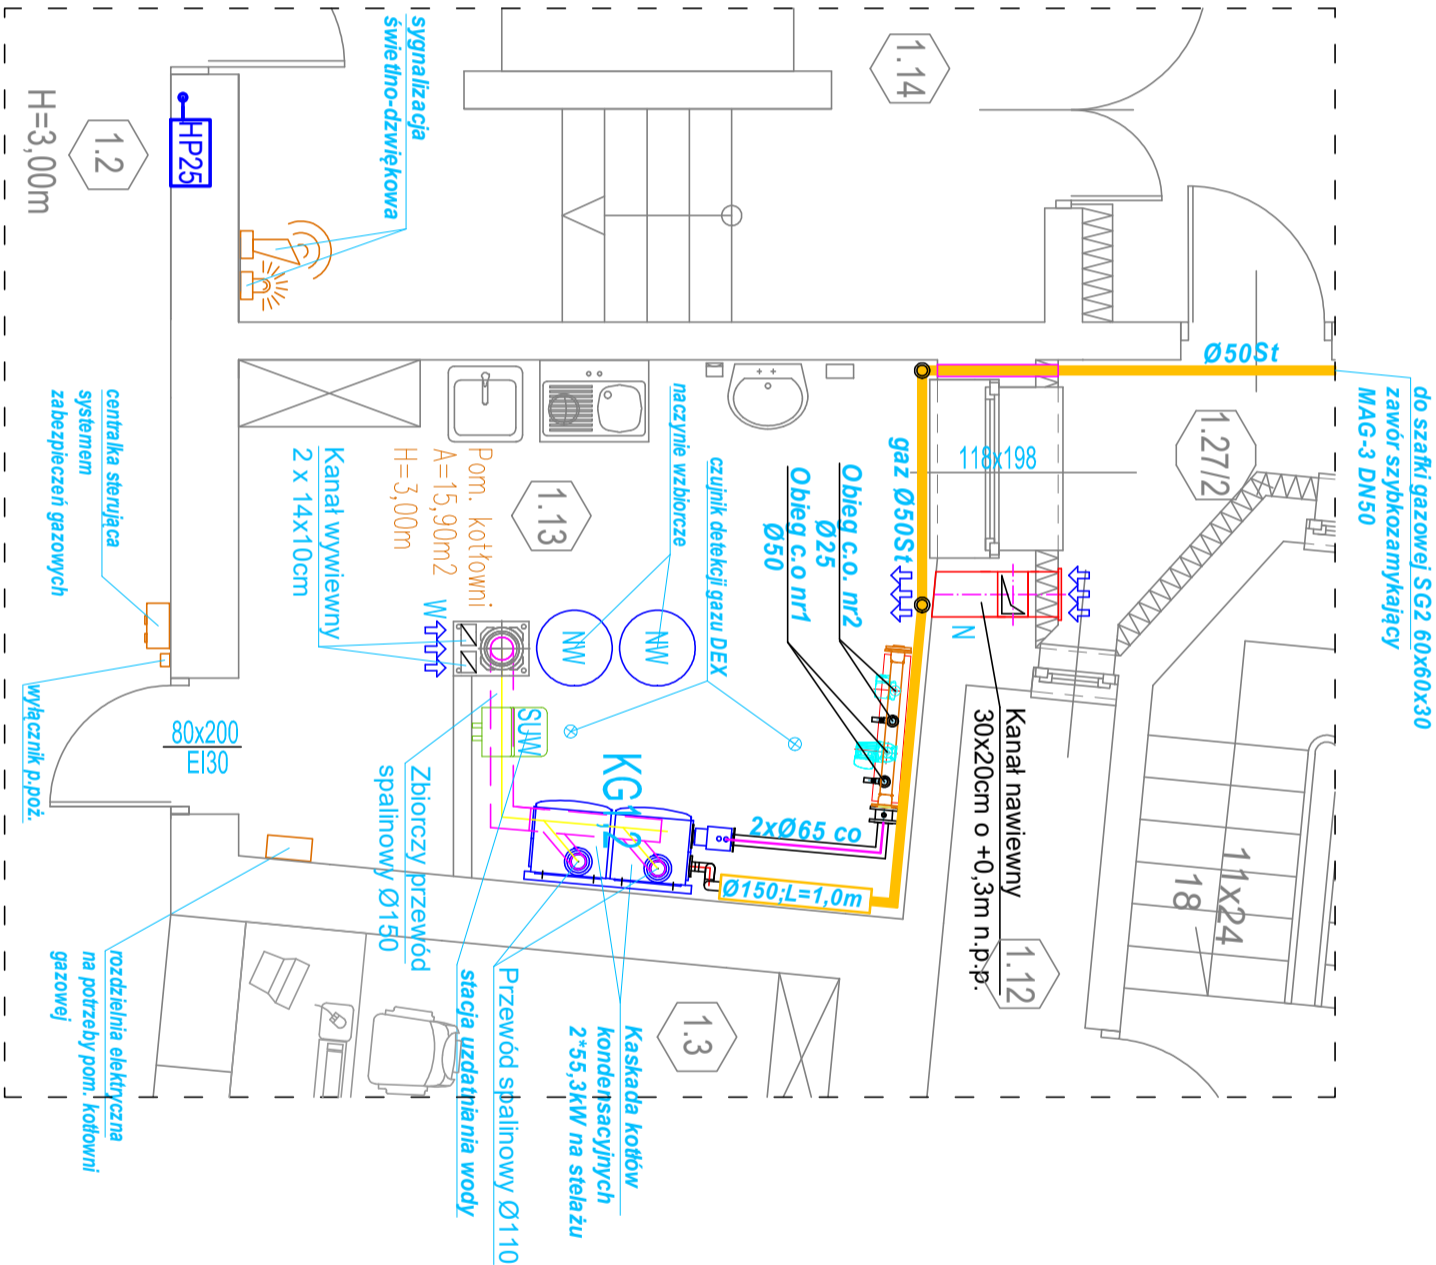 do szafki gazowej SG2 60x60x30
zawór szybkozamykający
MAG-3 DN50
sygnalizacja
świetlno-dzwiękowa
1.14
HP25
1.2
H=3,00m
Ø50St
1.27/2
118x198
gaz Ø50St
Obieg c.o. nr2
Ø25
Obieg c.o nr1
Ø50
naczynie wzbiorcze
czujnik detekcji gazu DEX
centralka sterująca
systemem
zabezpieczeń gazowych
Kanał wywiewny
2 x 14x10cm
Pom. kotłowni
A=15,90m2
H=3,00m
1.13
W
NW
NW
N
Kanał nawiewny
30x20cm o +0,3m n.p.p.
SUW
KG1,2
80x200
EI30
wyłącznik p.poż.
Zbiorczy przewód
spalinowy Ø150
2xØ65 co
Ø150;L=1,0m
11x24
18
1.12
1.3
Kaskada kotłów
kondensacyjnych
2*55,3kW na stelażu
Przewód spalinowy Ø110
stacja uzdatniania wody
rozdzielnia elektryczna
na potrzeby pom. kotłowni
gazowej